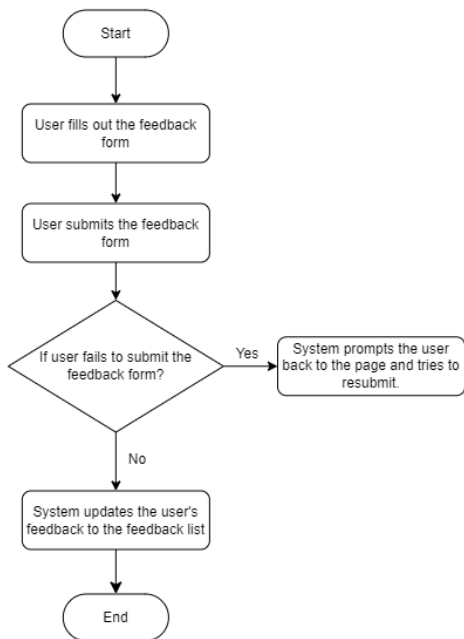 Start
User fills out the feedback
form
User submits the feedback
form
If user fails to submit the
feedback form?
Yes
System prompts the user
back to the page and tries to
resubmit.
No
System updates the user's
feedback to the feedback list
End